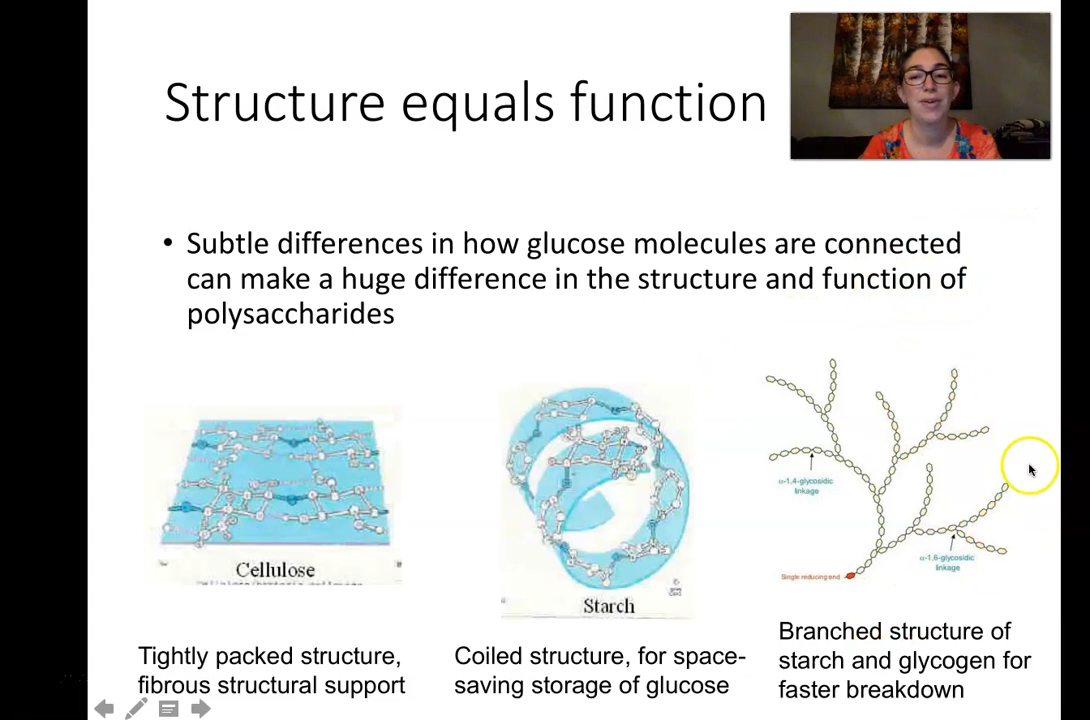 Structure equals function
• Subtle differences in how glucose molecules are connected
can make a huge difference in the structure and function of
polysaccharides
Cellulose
Tightly packed structure,
fibrous structural support
Starch
Coiled structure, for space-
saving storage of glucose
α-1,4-glycosidic
linkage
α-1,6-glycosidic
linkage
Single reducing end
Branched structure of
starch and glycogen for
faster breakdown